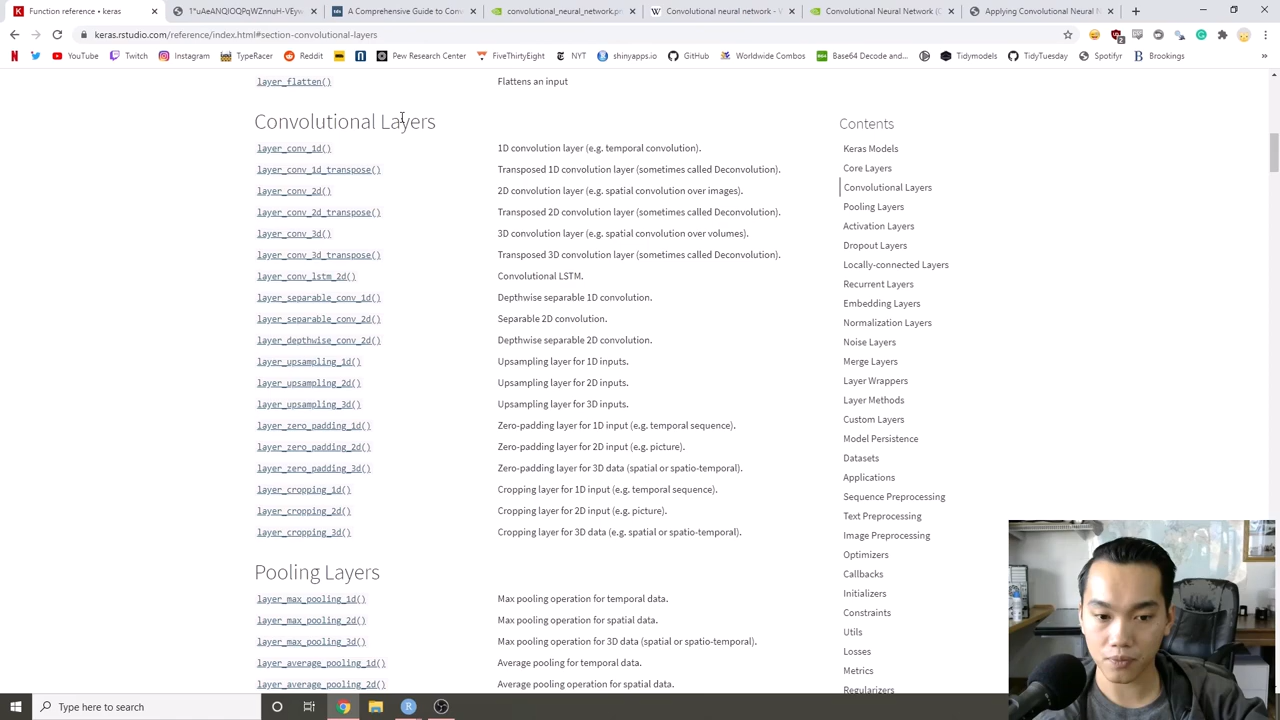 Function reference • keras
1*uAeANQIOQPqWZnnuH-VEyw
A Comprehensive Guide to Conv
convolutional_neural_network.pn
Convolutional neural network - W
Convolutional Neural Network (C
Applying Convolutional Neural N
keras.rstudio.com/reference/index.html#section-convolutional-layers
YouTube
Twitch
Instagram
TypeRacer
Reddit
Pew Research Center
FiveThirtyEight
NYT
shinyapps.io
GitHub
Worldwide Combos
Base64 Decode and...
Tidymodels
TidyTuesday
Spotify
Brookings
layer_flatten() Flattens an input
Convolutional Layers
layer_conv_1d() 1D convolution layer (e.g. temporal convolution).
layer_conv_1d_transpose() Transposed 1D convolution layer (sometimes called Deconvolution).
layer_conv_2d() 2D convolution layer (e.g. spatial convolution over images).
layer_conv_2d_transpose() Transposed 2D convolution layer (sometimes called Deconvolution).
layer_conv_3d() 3D convolution layer (e.g. spatial convolution over volumes).
layer_conv_3d_transpose() Transposed 3D convolution layer (sometimes called Deconvolution).
layer_conv_lstm_2d() Convolutional LSTM.
layer_separable_conv_1d() Depthwise separable 1D convolution.
layer_separable_conv_2d() Separable 2D convolution.
layer_depthwise_conv_2d() Depthwise separable 2D convolution.
layer_upsampling_1d() Upsampling layer for 1D inputs.
layer_upsampling_2d() Upsampling layer for 2D inputs.
layer_upsampling_3d() Upsampling layer for 3D inputs.
layer_zero_padding_1d() Zero-padding layer for 1D input (e.g. temporal sequence).
layer_zero_padding_2d() Zero-padding layer for 2D input (e.g. picture).
layer_zero_padding_3d() Zero-padding layer for 3D data (spatial or spatio-temporal).
layer_cropping_1d() Cropping layer for 1D input (e.g. temporal sequence).
layer_cropping_2d() Cropping layer for 2D input (e.g. picture).
layer_cropping_3d() Cropping layer for 3D data (e.g. spatial or spatio-temporal).
Pooling Layers
layer_max_pooling_1d() Max pooling operation for temporal data.
layer_max_pooling_2d() Max pooling operation for spatial data.
layer_max_pooling_3d() Max pooling operation for 3D data (spatial or spatio-temporal).
layer_average_pooling_1d() Average pooling for temporal data.
layer_average_pooling_2d() Average pooling operation for spatial data.
Contents
Keras Models
Core Layers
Convolutional Layers
Pooling Layers
Activation Layers
Dropout Layers
Locally-connected Layers
Recurrent Layers
Embedding Layers
Normalization Layers
Noise Layers
Merge Layers
Layer Wrappers
Layer Methods
Custom Layers
Model Persistence
Datasets
Applications
Sequence Preprocessing
Text Preprocessing
Image Preprocessing
Optimizers
Callbacks
Initializers
Constraints
Utils
Losses
Metrics
Regularizers
Type here to search